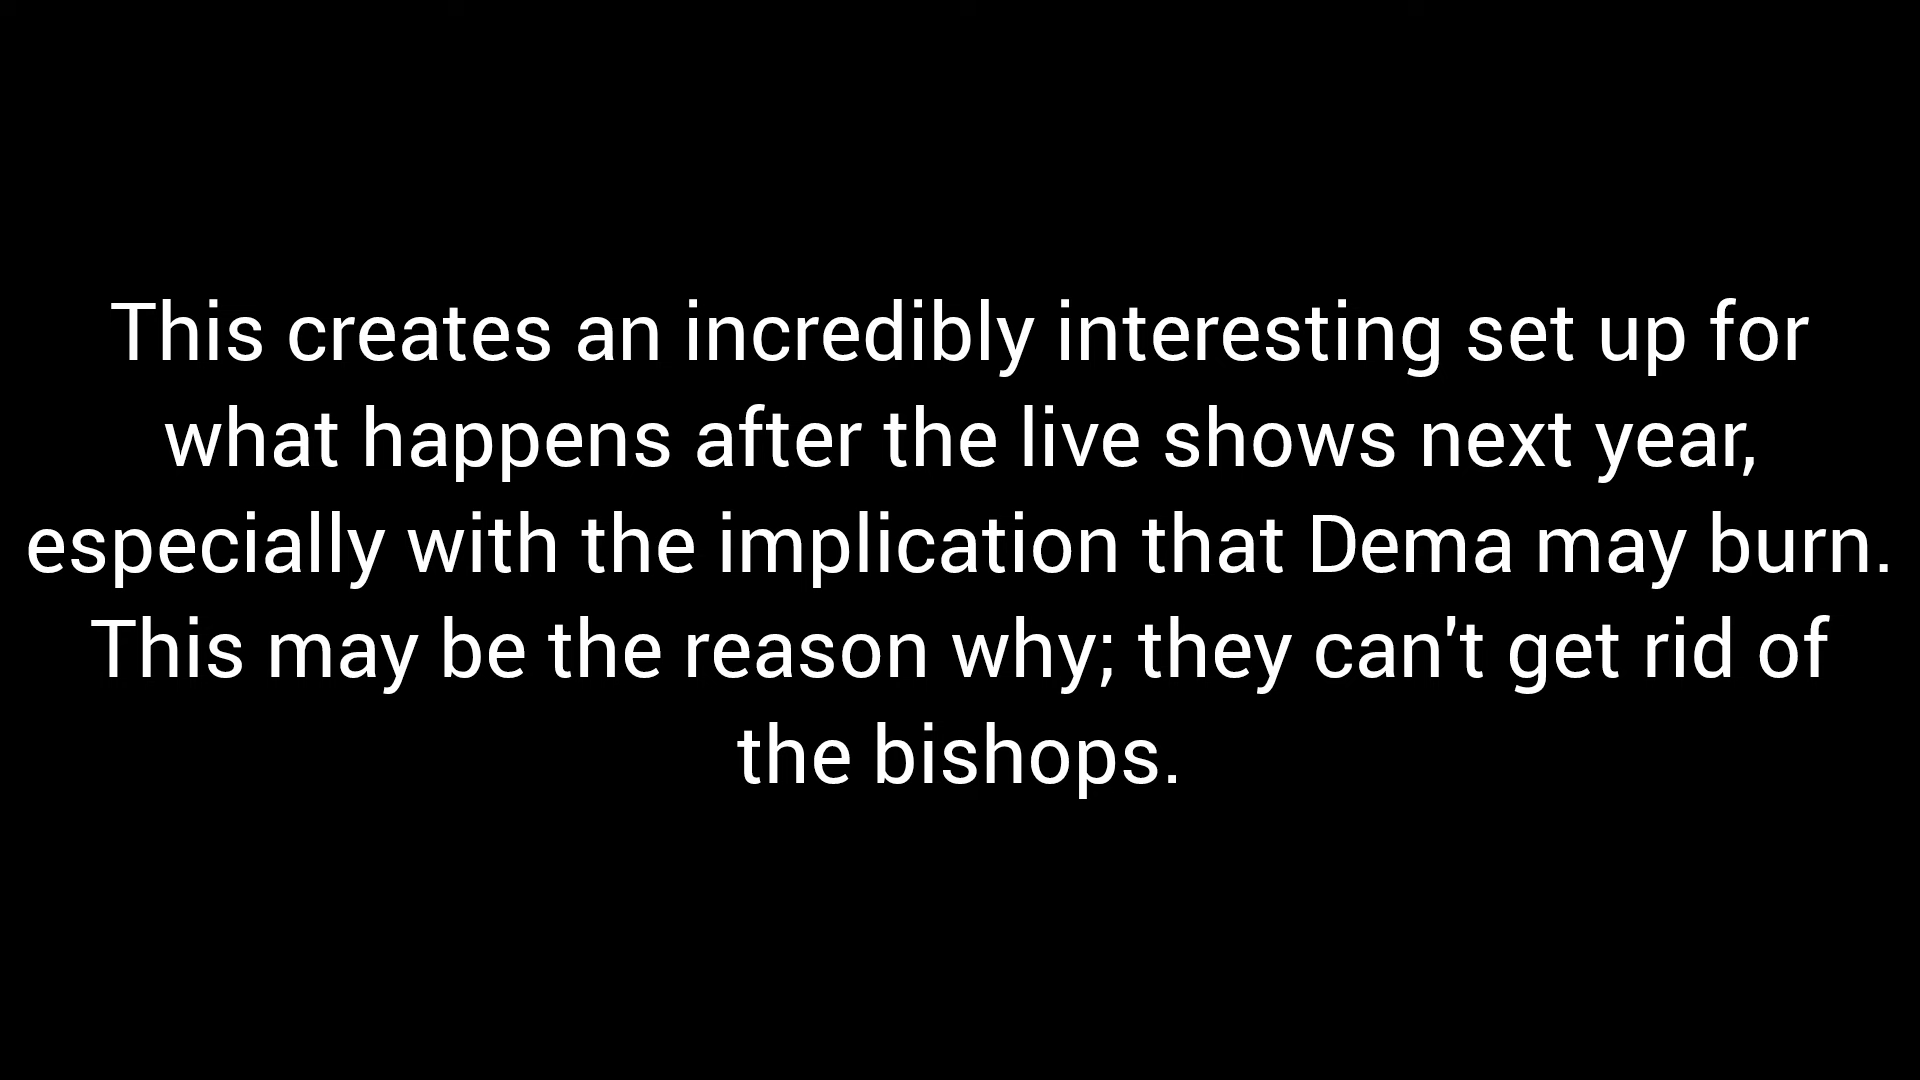 This creates an incredibly interesting set up for
what happens after the live shows next year,
especially with the implication that Dema may burn.
This may be the reason why; they can't get rid of
the bishops.